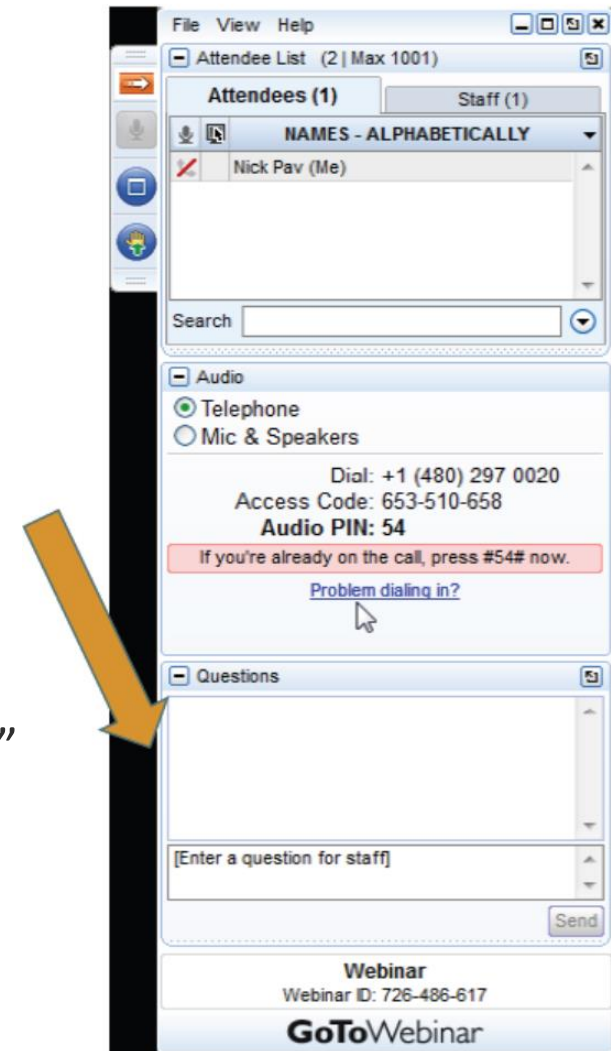 File View Help
Attendee List (2 | Max 1001)
Attendees (1) Staff (1)
NAMES - ALPHABETICALLY
Nick Pav (Me)
Search
Audio
Telephone
Mic & Speakers
Dial: +1 (480) 297 0020
Access Code: 653-510-658
Audio PIN: 54
If you're already on the call, press #54# now.
Problem dialing in?
Questions
”
[Enter a question for staff]
Send
Webinar
Webinar ID: 726-486-617
GoToWebinar